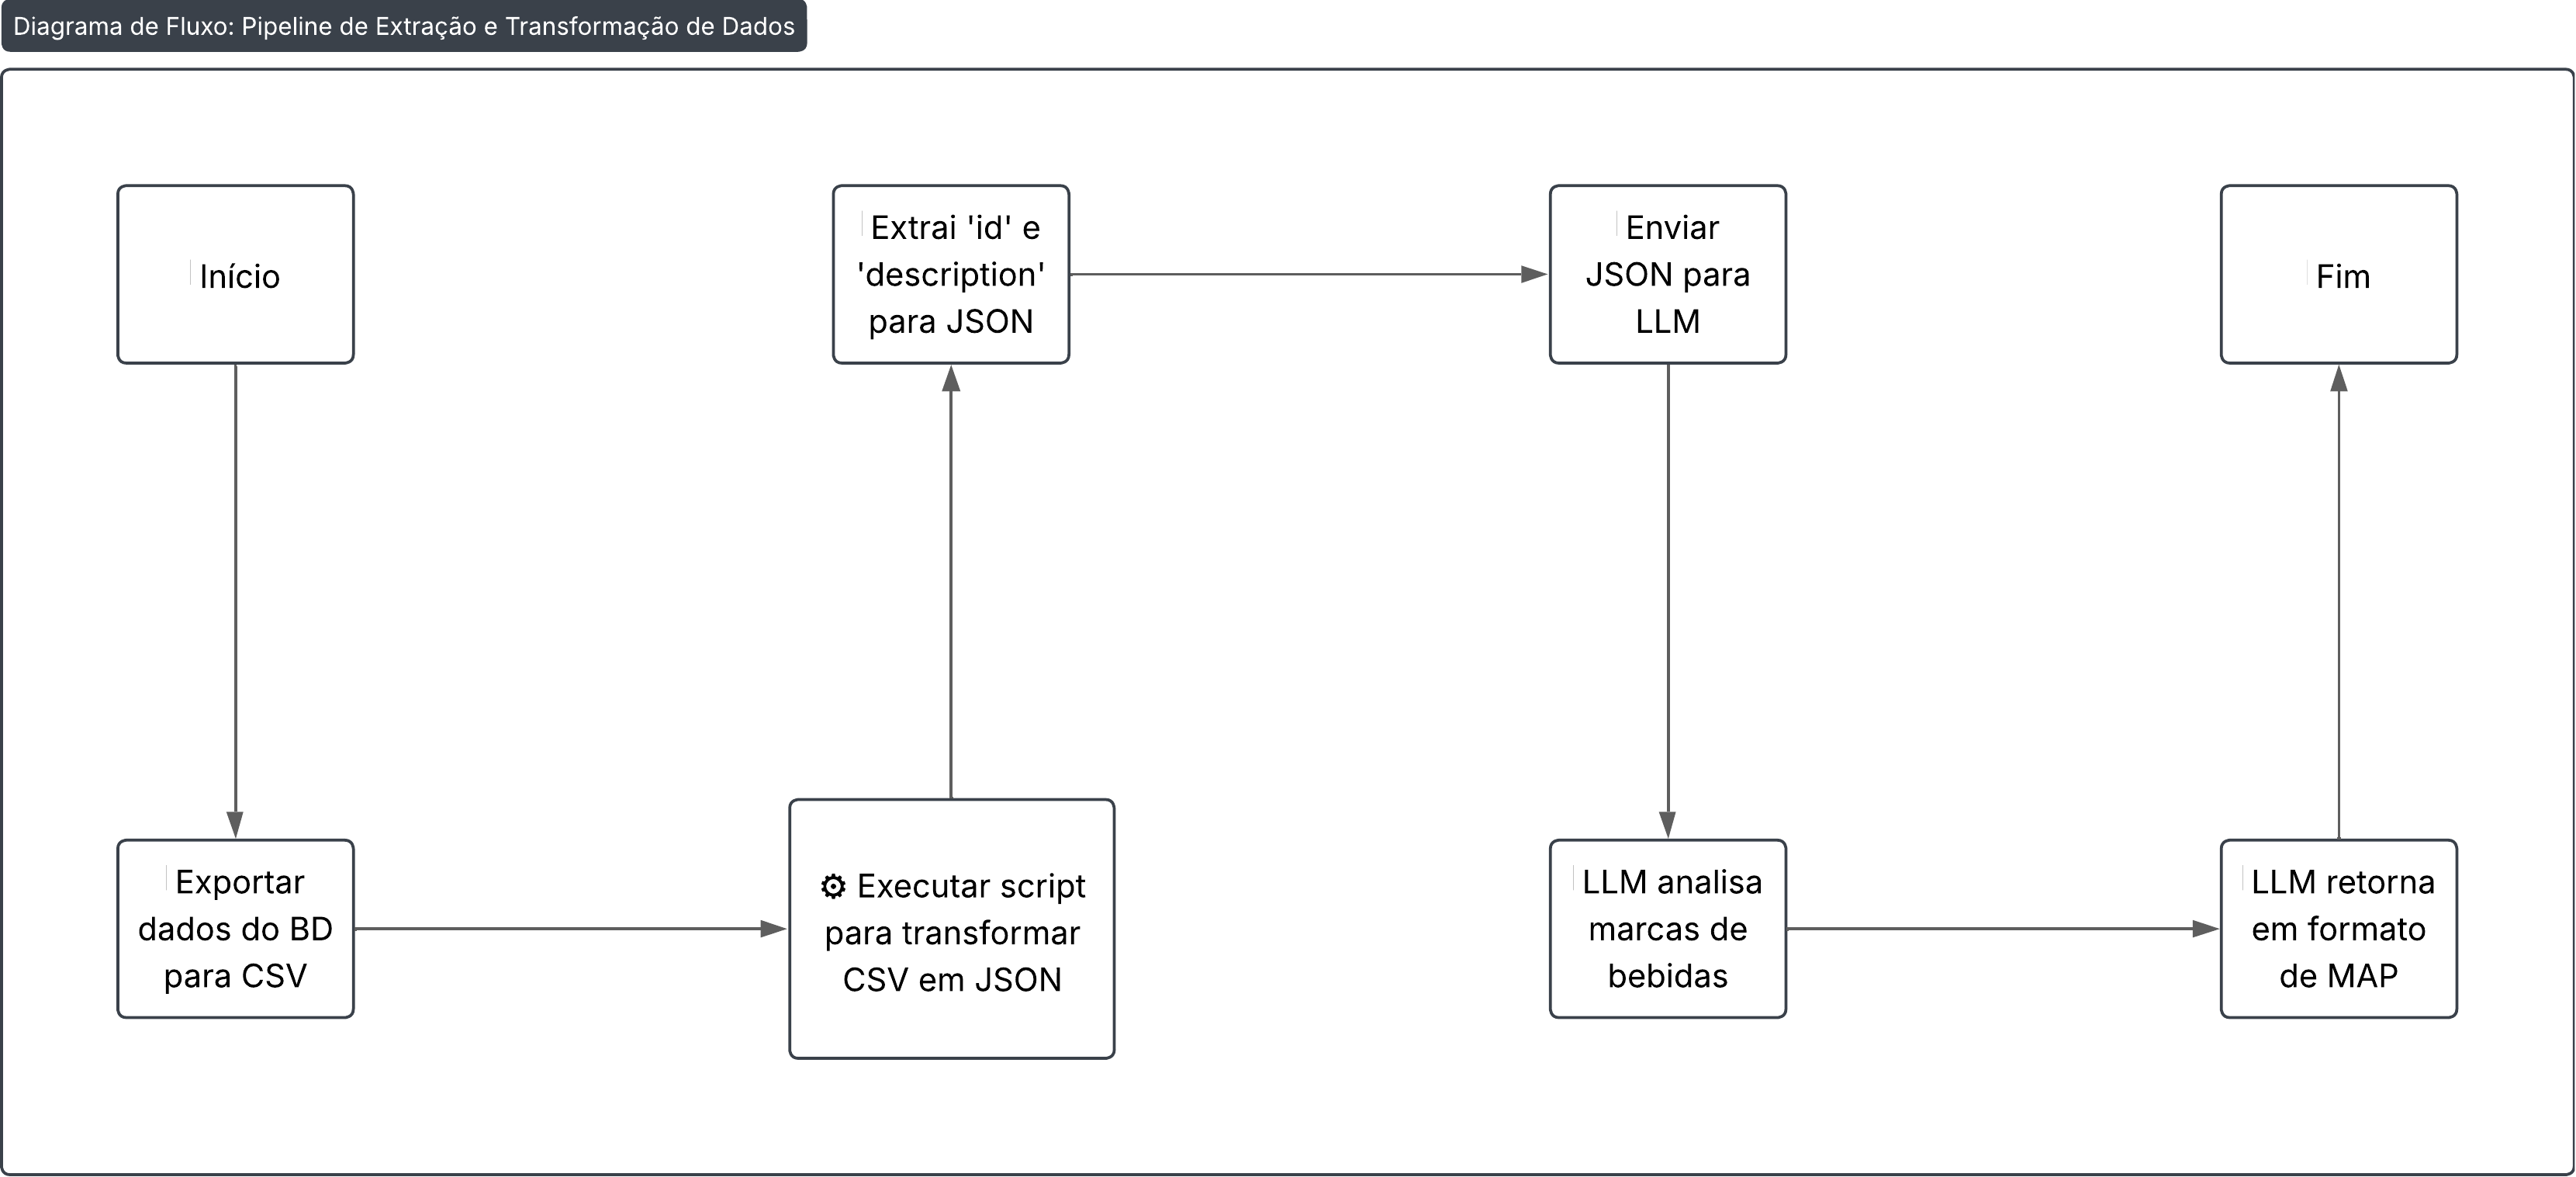 Diagrama de Fluxo: Pipeline de Extração e Transformação de Dados
Início
Exportar
dados do BD
para CSV
⚙ Executar script
para transformar
CSV em JSON
Extrai 'id' e
'description'
para JSON
Enviar
JSON para
LLM
LLM analisa
marcas de
bebidas
LLM retorna
em formato
de MAP
Fim